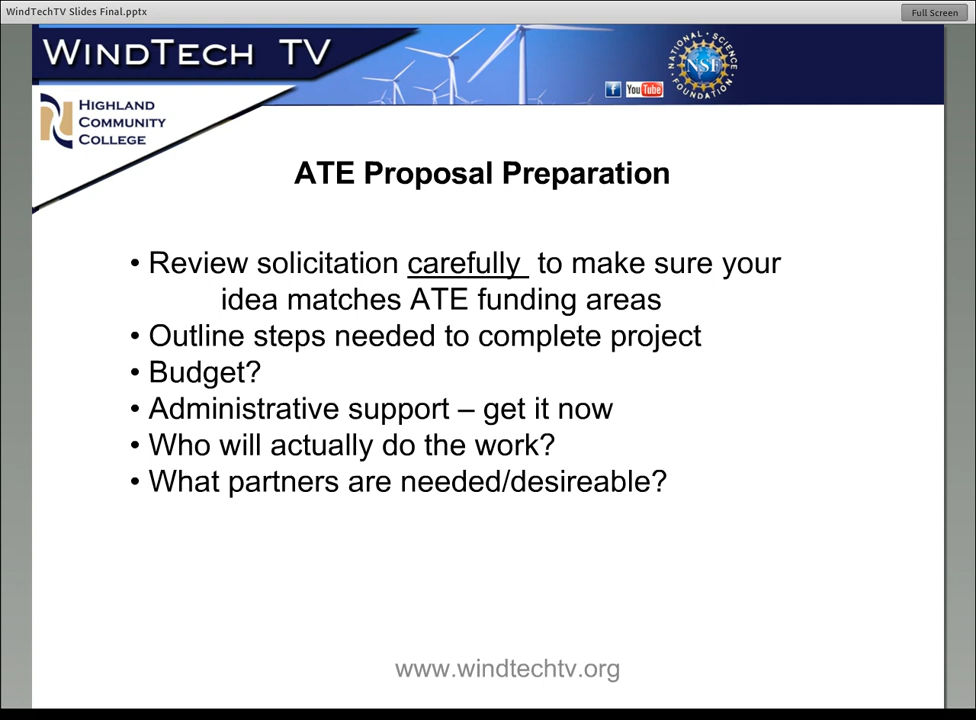 WindTechTV Slides Final.pptx
Full Screen
WINDTECH TV
NATIONAL SCIENCE FOUNDATION
NSF
f
You Tube
HIGHLAND
COMMUNITY
COLLEGE
ATE Proposal Preparation
• Review solicitation carefully to make sure your
idea matches ATE funding areas
• Outline steps needed to complete project
• Budget?
• Administrative support – get it now
• Who will actually do the work?
• What partners are needed/desireable?
www.windtechtv.org